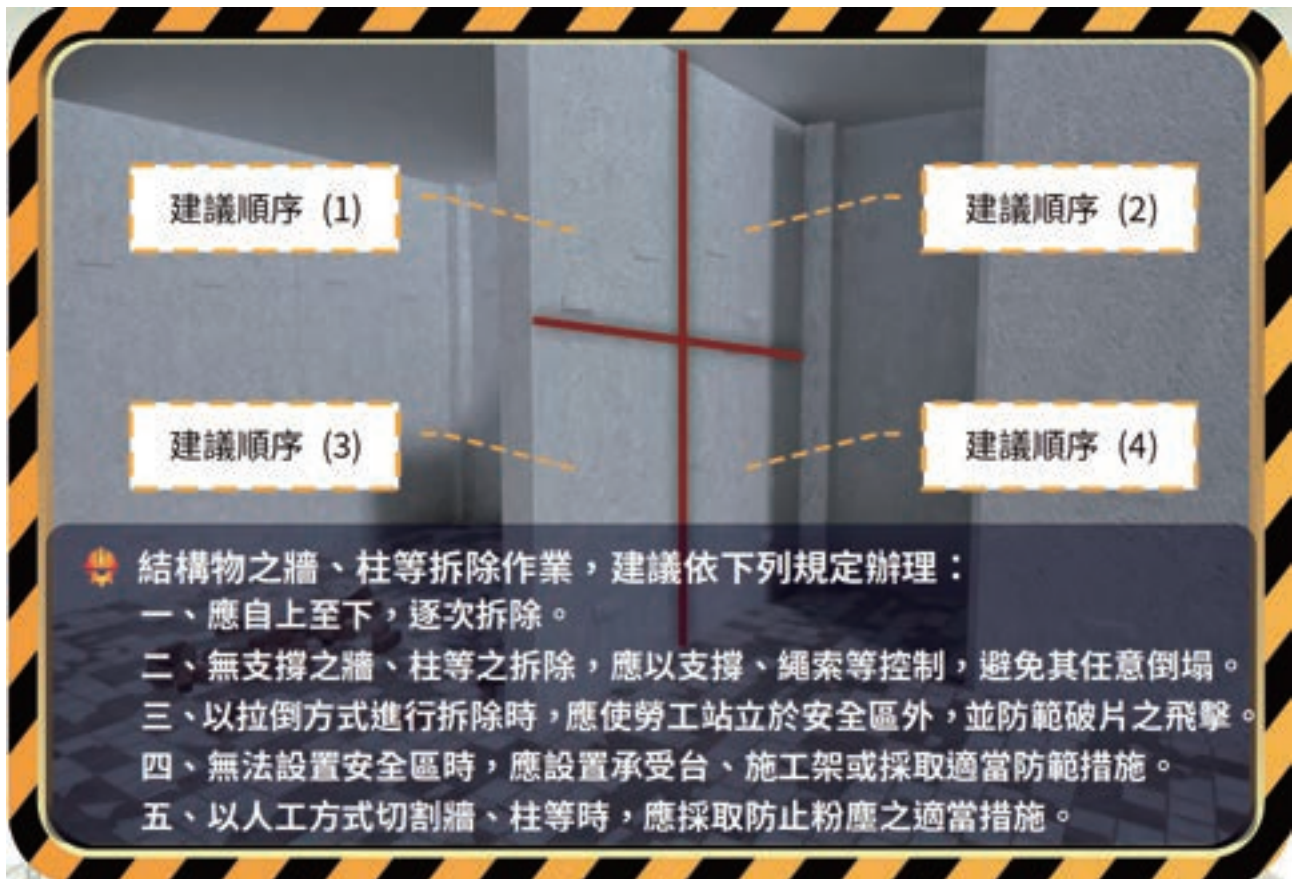 建議順序 (1)
建議順序 (2)
建議順序 (3)
建議順序 (4)
結構物之牆、柱等拆除作業，建議依下列規定辦理：
一、應自上至下，逐次拆除。
二、無支撐之牆、柱等之拆除，應以支撐、繩索等控制，避免其任意倒塌。
三、以拉倒方式進行拆除時，應使勞工站立於安全區外，並防範破片之飛擊。
四、無法設置安全區時，應設置承受台、施工架或採取適當防範措施。
五、以人工方式切割牆、柱等時，應採取防止粉塵之適當措施。